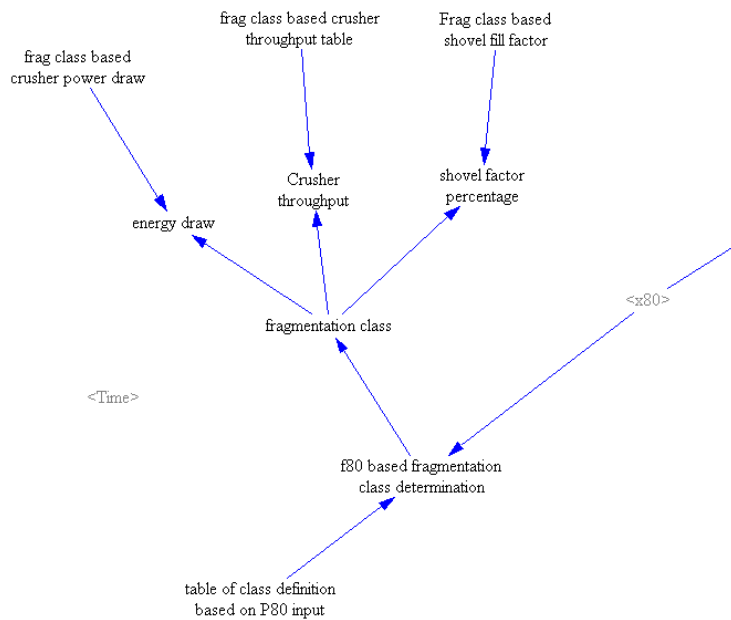 frag class based crusher
throughput table
Frag class based
shovel fill factor
frag class based
crusher power draw
Crusher
throughput
shovel factor
percentage
energy draw
<x80>
fragmentation class
<Time>
f80 based fragmentation
class determination
table of class definition
based on P80 input